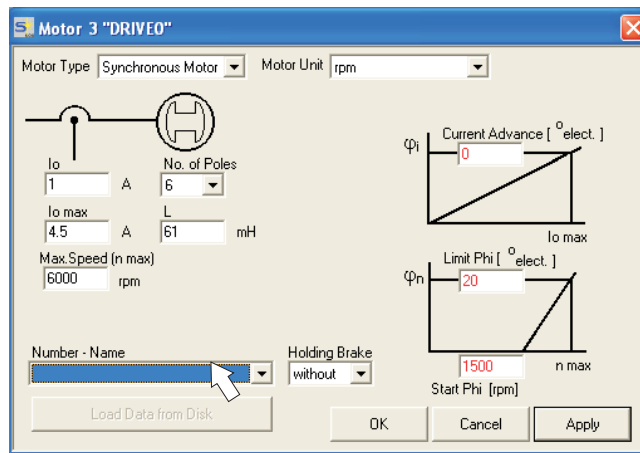 Motor 3 "DRIVE0"
Motor Type Synchronous Motor Motor Unit rpm
Io
1 A
No. of Poles
6
Io max
4.5 A
L
61 mH
Max.Speed (n max)
6000 rpm
φi Current Advance [ °elect. ]
0
Io max
φn Limit Phi [ °elect. ]
20
1500 n max
Start Phi [rpm]
Number - Name
Holding Brake
without
Load Data from Disk
OK Cancel Apply